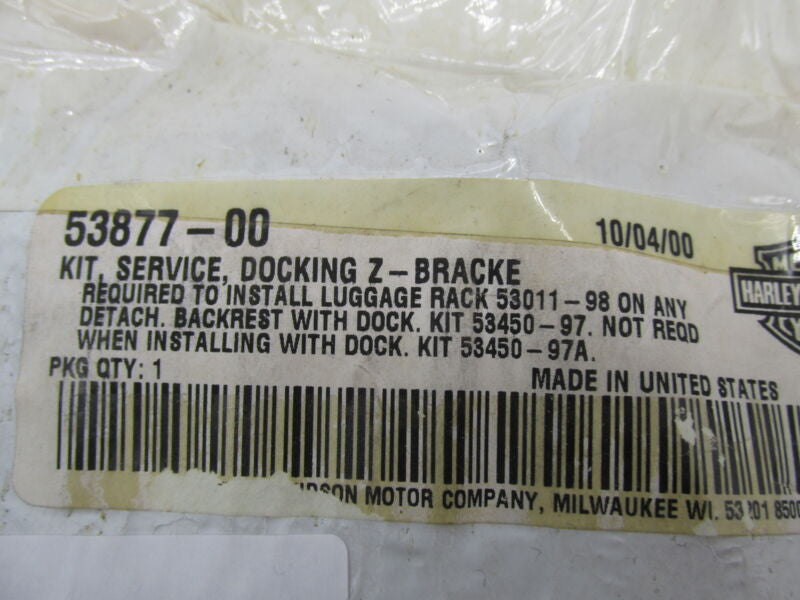 53877-00
10/04/00
KIT, SERVICE, DOCKING Z-BRACKE
REQUIRED TO INSTALL LUGGAGE RACK 53011-98 ON ANY
DETACH. BACKREST WITH DOCK. KIT 53450-97. NOT REQD
WHEN INSTALLING WITH DOCK. KIT 53450-97A.
PKG QTY: 1
MADE IN UNITED STATES
HARLEY
MOTOR COMPANY, MILWAUKEE WI.